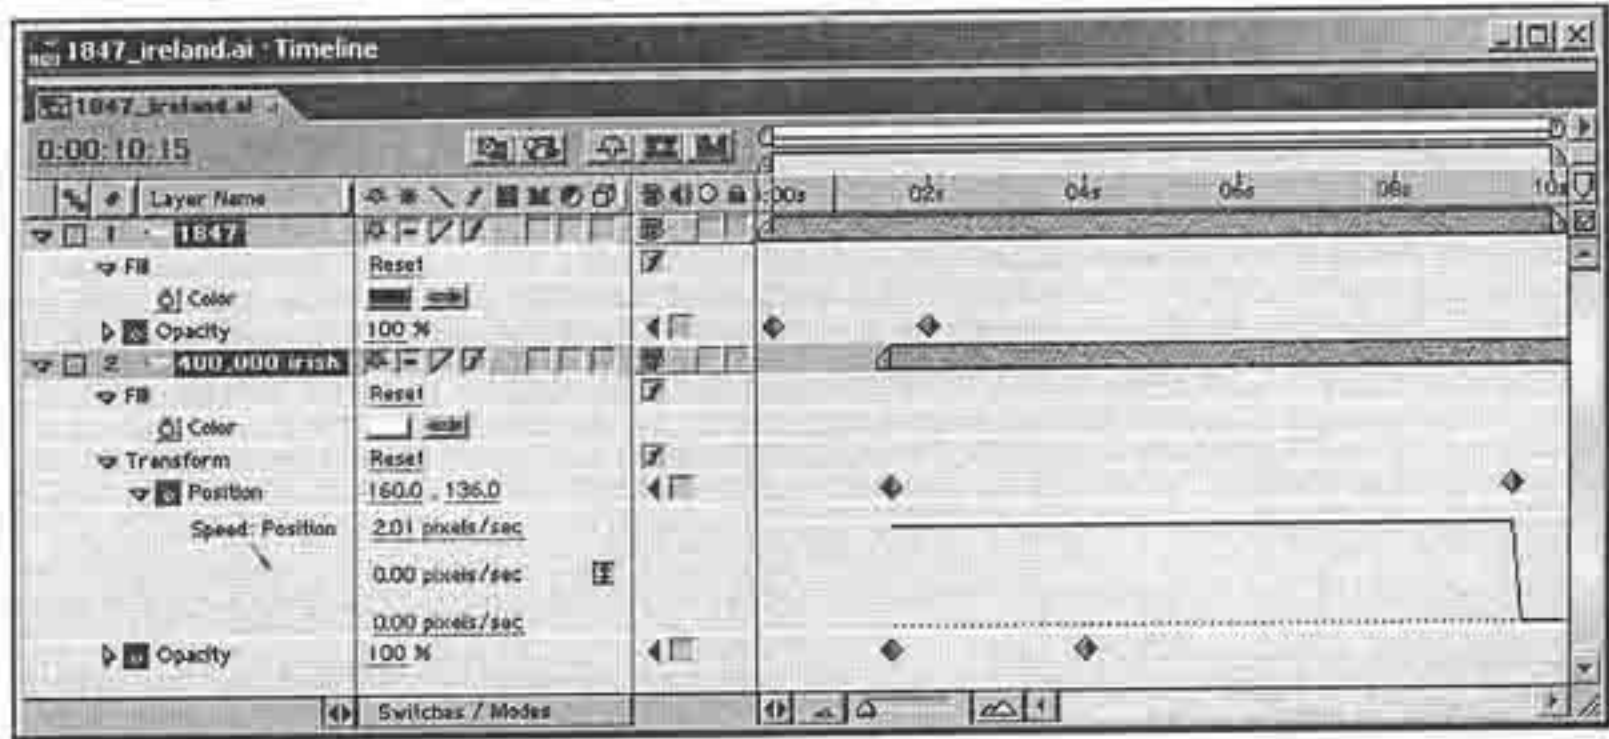 1847_ireland.ai · Timeline
1847_ireland.ai
0:00:10:15
# Layer Name
:00s 02s 04s 06s 08s 10s
1 1847
Fill Reset
Color
Opacity 100 %
2 400,000 irish
Fill Reset
Color
Transform Reset
Position 160.0 , 136.0
Speed: Position 2.01 pixels/sec
0.00 pixels/sec
0.00 pixels/sec
Opacity 100 %
Switches / Modes